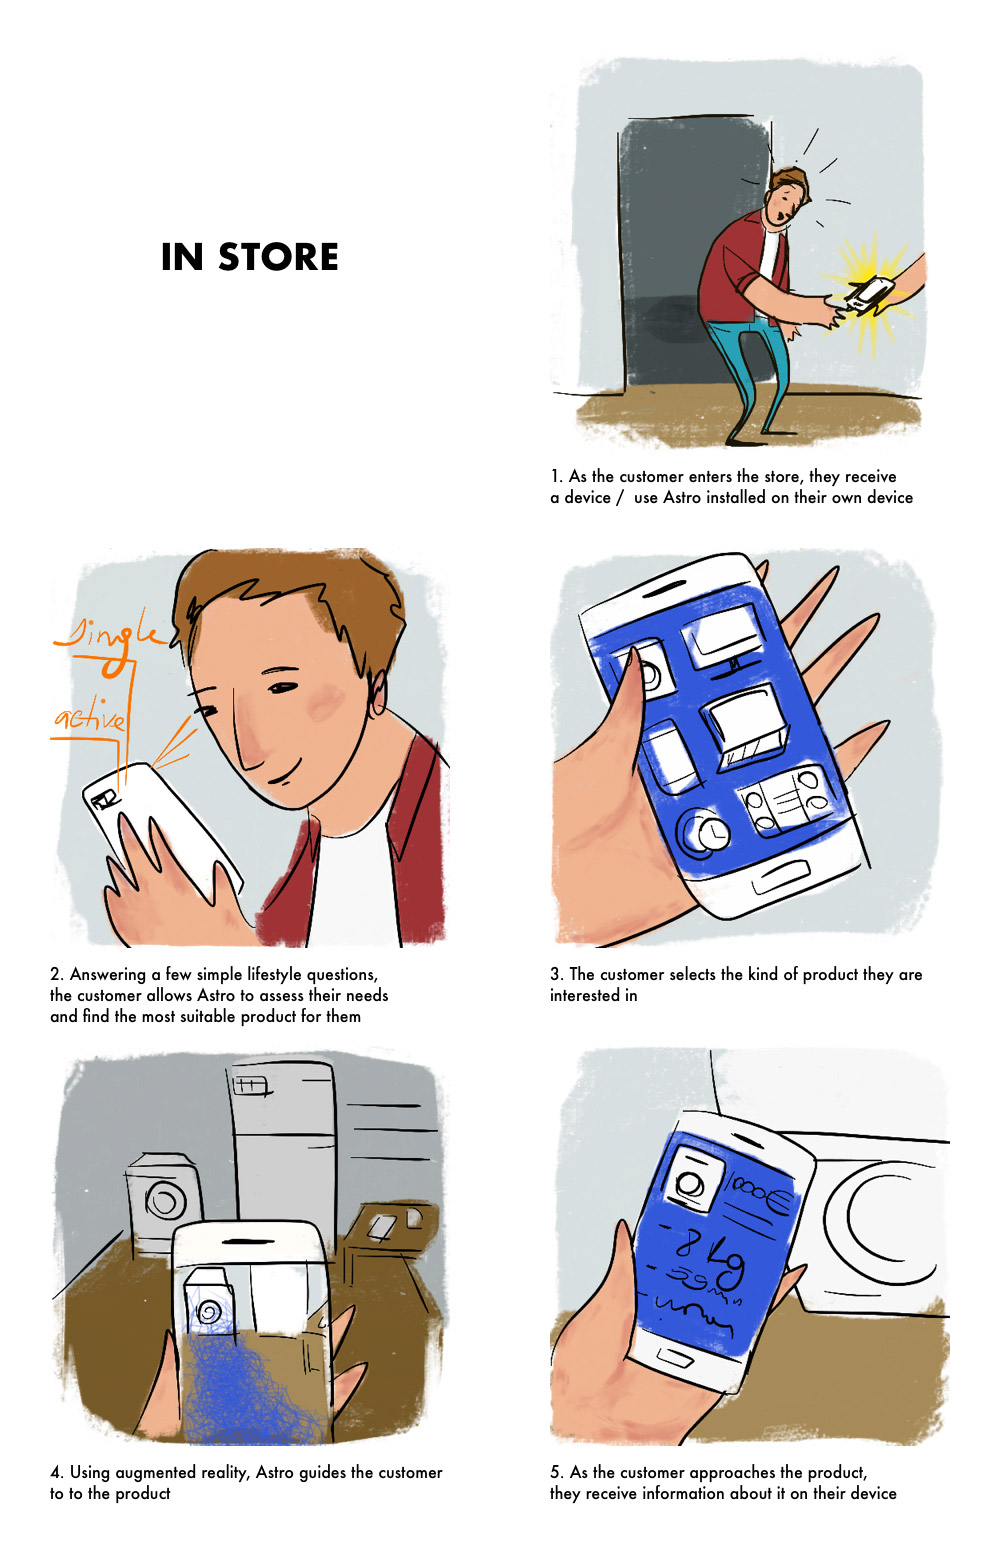 IN STORE
1. As the customer enters the store, they receive
a device /  use Astro installed on their own device
single
active
2. Answering a few simple lifestyle questions,
the customer allows Astro to assess their needs
and find the most suitable product for them
3. The customer selects the kind of product they are
interested in
4. Using augmented reality, Astro guides the customer
to to the product
1000€
- 8 kg
5. As the customer approaches the product,
they receive information about it on their device